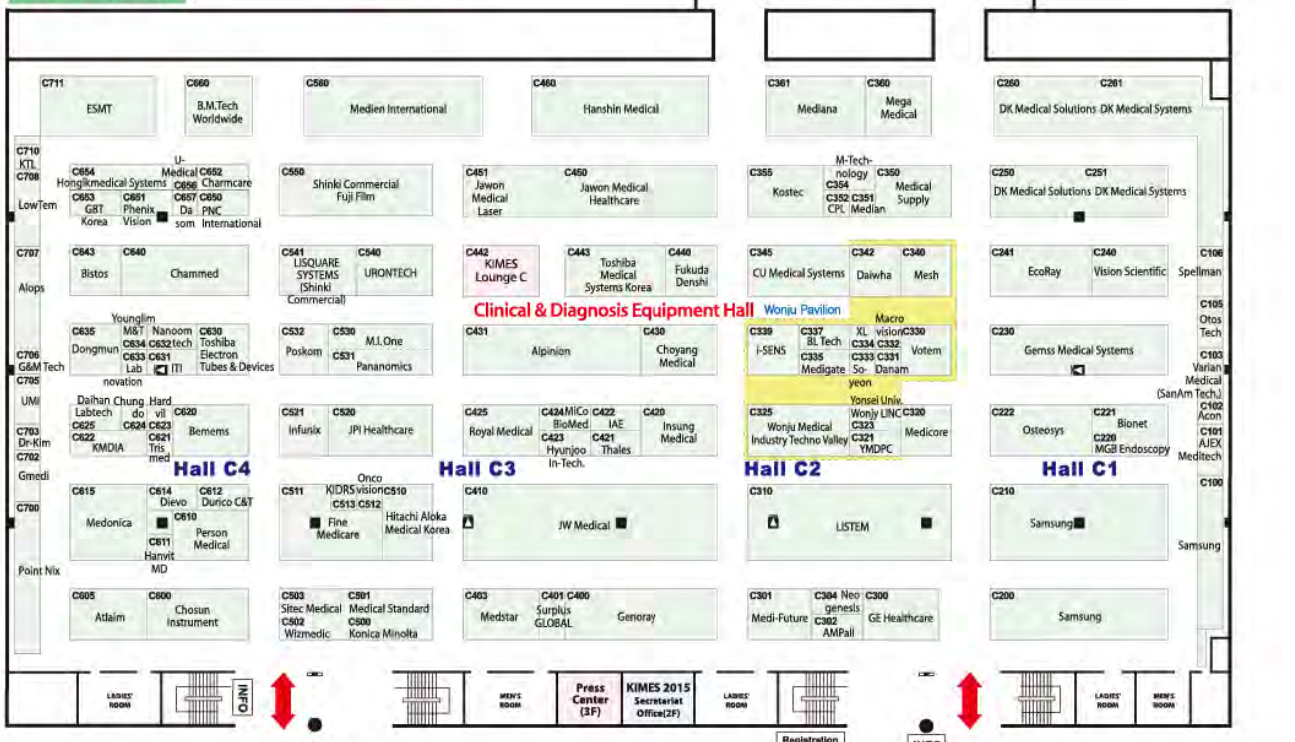 C711
ESMT
C660
B.M.Tech
Worldwide
C560
Medien International
C460
Hanshin Medical
C361
Mediana
C360
Mega
Medical
C260
DK Medical Solutions
C261
DK Medical Systems
C710
KTL
C708
LowTem
C654
Hongikmedical Systems
U-
Medical
C656
C652
Charmcare
C653
GBT
Korea
C651
Phenix
Vision
C657
Da
som
C650
PNC
International
C550
Shinki Commercial
Fuji Film
C451
Jawon
Medical
Laser
C450
Jawon Medical
Healthcare
C355
Kostec
M-Tech-
nology
C354
C352
CPL
C351
Median
C350
Medical
Supply
C250
DK Medical Solutions
C251
DK Medical Systems
C707
Alops
C643
Bistos
C640
Chammed
C541
LISQUARE
SYSTEMS
(Shinki
Commercial)
C540
URONTECH
C442
KIMES
Lounge C
C443
Toshiba
Medical
Systems Korea
C440
Fukuda
Denshi
C345
CU Medical Systems
C342
Daiwha
C340
Mesh
C241
EcoRay
C240
Vision Scientific
C106
Spellman
Clinical & Diagnosis Equipment Hall
Wonju Pavilion
C105
Otos
Tech
C706
G&M Tech
C705
UMI
C635
Dongmun
Younglim
M&T
C634
C633
Lab
novation
Nanoom
tech
C632
C631
ITI
C630
Toshiba
Electron
Tubes & Devices
C532
Poskom
C530
M.I.One
C531
Pananomics
C431
Alpinion
C430
Choyang
Medical
C339
i-SENS
C337
BL Tech
C335
Medigate
XL
C334
C333
So-
yeon
Macro
vision
C332
C331
Danam
C330
Votem
C230
Gemss Medical Systems
C103
Varian
Medical
(SanAm Tech.)
C102
Acon
C101
AJEX
Meditech
C703
Dr-Kim
C702
Gmedi
Daihan
Labtech
C625
Chung
do
C624
Hard
vil
C623
C622
KMDIA
C621
Tris
med
C620
Bemems
C521
Infunix
C520
JPI Healthcare
C425
Royal Medical
C424
MiCo
BioMed
C423
Hyunjoo
In-Tech.
C422
IAE
C421
Thales
C420
Insung
Medical
C325
Wonju Medical
Industry Techno Valley
Yonsei Univ.
Wonjy LINC
C323
C321
YMDPC
C320
Medicore
C222
Osteosys
C221
Bionet
C220
MGB Endoscopy
Hall C4
Hall C3
Hall C2
Hall C1
C700
Point Nix
C615
Medonica
C614
Dievo
C612
Durico C&T
C611
Hanvit
MD
C610
Person
Medical
C511
KIDRS
C513
Onco
vision
C512
Fine
Medicare
C510
Hitachi Aloka
Medical Korea
C410
JW Medical
C310
LISTEM
C210
Samsung
C100
Samsung
C605
Atlaim
C600
Chosun
Instrument
C503
Sitec Medical
C502
Wizmedic
C501
Medical Standard
C500
Konica Minolta
C403
Medstar
C401
Surplus
GLOBAL
C400
Genoray
C301
Medi-Future
C304
Neo
genesis
C302
AMPall
C300
GE Healthcare
C200
Samsung
LADIES'
ROOM
INFO
MEN'S
ROOM
Press
Center
(3F)
KIMES 2015
Secretariat
Office(2F)
LADIES'
ROOM
Registration
INFO
LADIES'
ROOM
MEN'S
ROOM